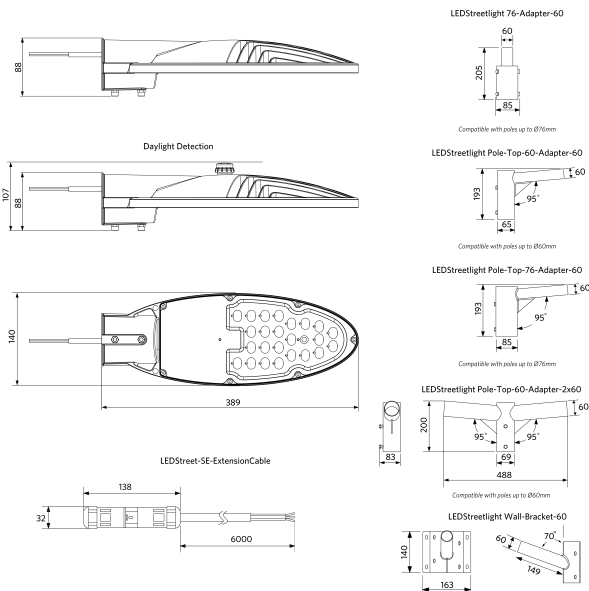 88
Daylight Detection
107
88
140
389
LEDStreet-SE-ExtensionCable
138
32
6000
LEDStreetlight 76-Adapter-60
60
205
85
Compatible with poles up to Ø76mm
LEDStreetlight Pole-Top-60-Adapter-60
60
193
95°
65
Compatible with poles up to Ø60mm
LEDStreetlight Pole-Top-76-Adapter-60
60
193
95°
85
Compatible with poles up to Ø76mm
LEDStreetlight Pole-Top-60-Adapter-2x60
60
200
95° 95°
83 69
488
Compatible with poles up to Ø60mm
LEDStreetlight Wall-Bracket-60
60 70°
140
149
163